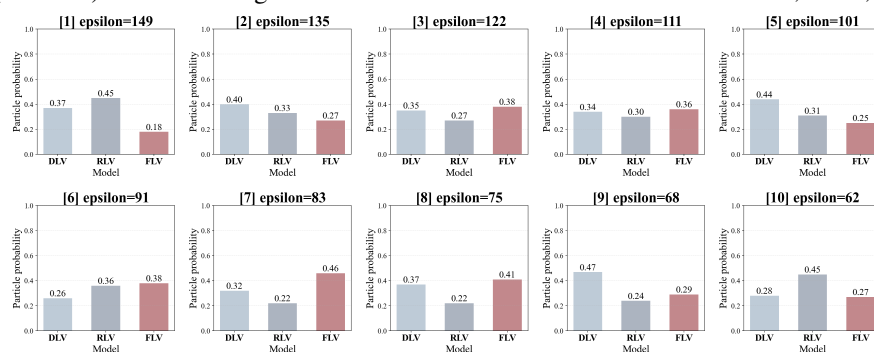 [1] epsilon=149
Particle probability
1.0
0.8
0.6
0.4
0.2
0.0
0.37
0.45
0.18
DLV RLV FLV
Model
[2] epsilon=135
Particle probability
1.0
0.8
0.6
0.4
0.2
0.0
0.40
0.33
0.27
DLV RLV FLV
Model
[3] epsilon=122
Particle probability
1.0
0.8
0.6
0.4
0.2
0.0
0.35
0.27
0.38
DLV RLV FLV
Model
[4] epsilon=111
Particle probability
1.0
0.8
0.6
0.4
0.2
0.0
0.34
0.30
0.36
DLV RLV FLV
Model
[5] epsilon=101
Particle probability
1.0
0.8
0.6
0.4
0.2
0.0
0.44
0.31
0.25
DLV RLV FLV
Model
[6] epsilon=91
Particle probability
1.0
0.8
0.6
0.4
0.2
0.0
0.26
0.36
0.38
DLV RLV FLV
Model
[7] epsilon=83
Particle probability
1.0
0.8
0.6
0.4
0.2
0.0
0.32
0.22
0.46
DLV RLV FLV
Model
[8] epsilon=75
Particle probability
1.0
0.8
0.6
0.4
0.2
0.0
0.37
0.22
0.41
DLV RLV FLV
Model
[9] epsilon=68
Particle probability
1.0
0.8
0.6
0.4
0.2
0.0
0.47
0.24
0.29
DLV RLV FLV
Model
[10] epsilon=62
Particle probability
1.0
0.8
0.6
0.4
0.2
0.0
0.28
0.45
0.27
DLV RLV FLV
Model